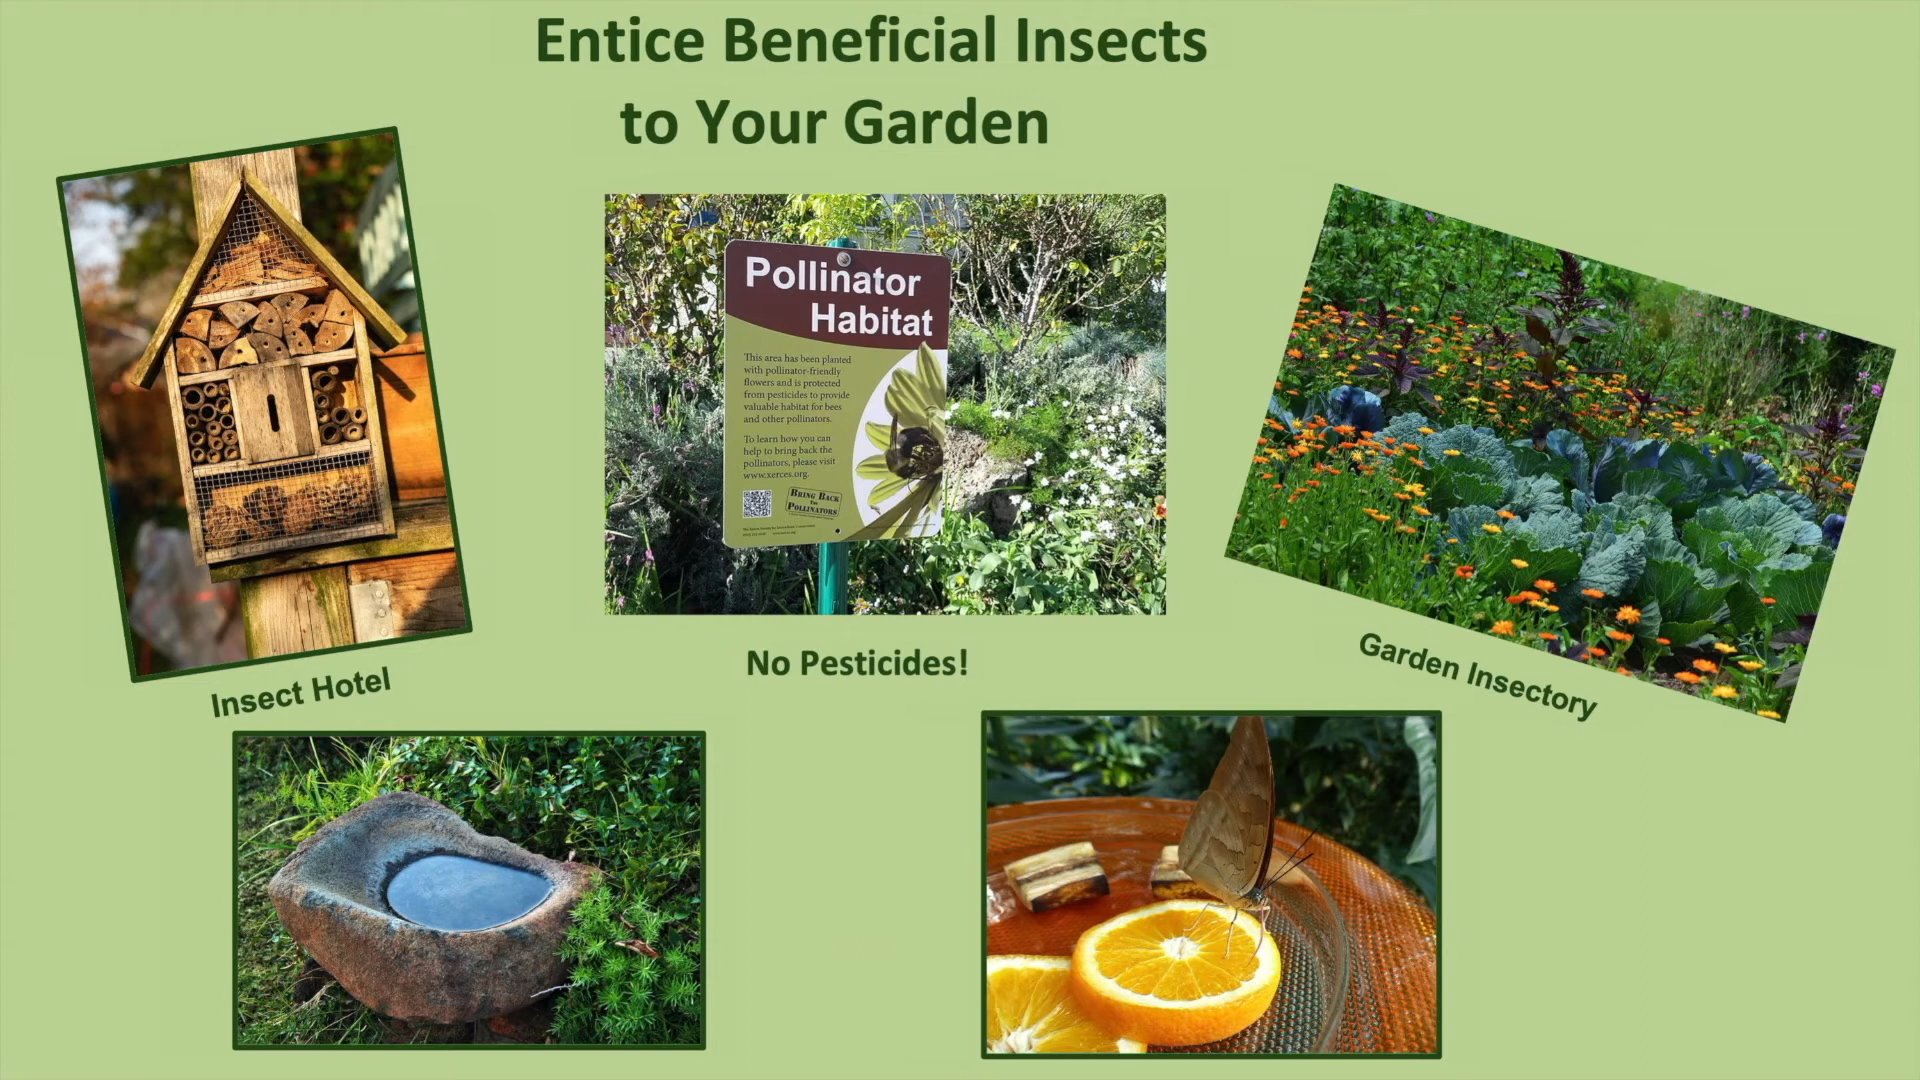 Entice Beneficial Insects
to Your Garden
Pollinator
Habitat
This area has been planted
with pollinator-friendly
flowers and is protected
from pesticides to provide
valuable habitat for bees
and other pollinators.
To learn how you can
help to bring back the
pollinators, please visit
www.xerces.org.
BRING BACK
THE
POLLINATORS
Insect Hotel
No Pesticides!
Garden Insectory